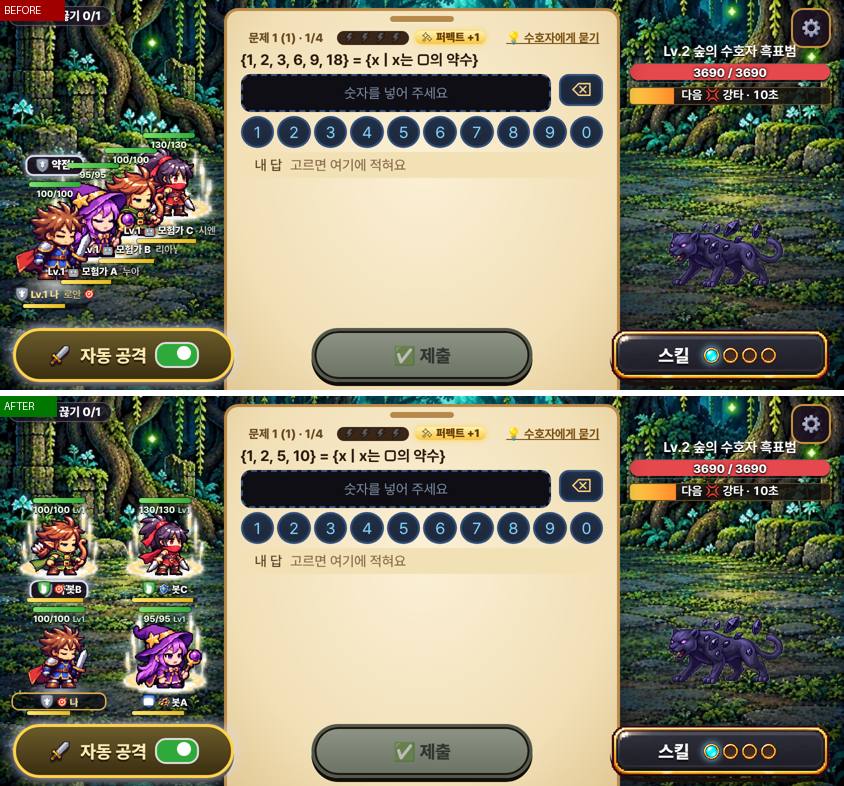 BEFORE
끊기 0/1
문제 1 (1) · 1/4
퍼펙트 +1
수호자에게 묻기
{1, 2, 3, 6, 9, 18} = {x | x는 □의 약수}
숫자를 넣어 주세요
1 2 3 4 5 6 7 8 9 0
내 답 고르면 여기에 적혀요
Lv.2 숲의 수호자 흑표범
3690 / 3690
다음 강타 · 10초
130/130
100/100
약점
95/95
100/100
Lv.1 모험가 C 시엔
Lv.1 모험가 B 리아
Lv.1 모험가 A 누아
Lv.1 나 로안
자동 공격
제출
스킬
AFTER
끊기 0/1
문제 1 (1) · 1/4
퍼펙트 +1
수호자에게 묻기
{1, 2, 5, 10} = {x | x는 □의 약수}
숫자를 넣어 주세요
1 2 3 4 5 6 7 8 9 0
내 답 고르면 여기에 적혀요
Lv.2 숲의 수호자 흑표범
3690 / 3690
다음 강타 · 10초
100/100 Lv1
130/130 Lv1
봇B
봇C
100/100 Lv1
95/95 Lv1
나
봇A
자동 공격
제출
스킬